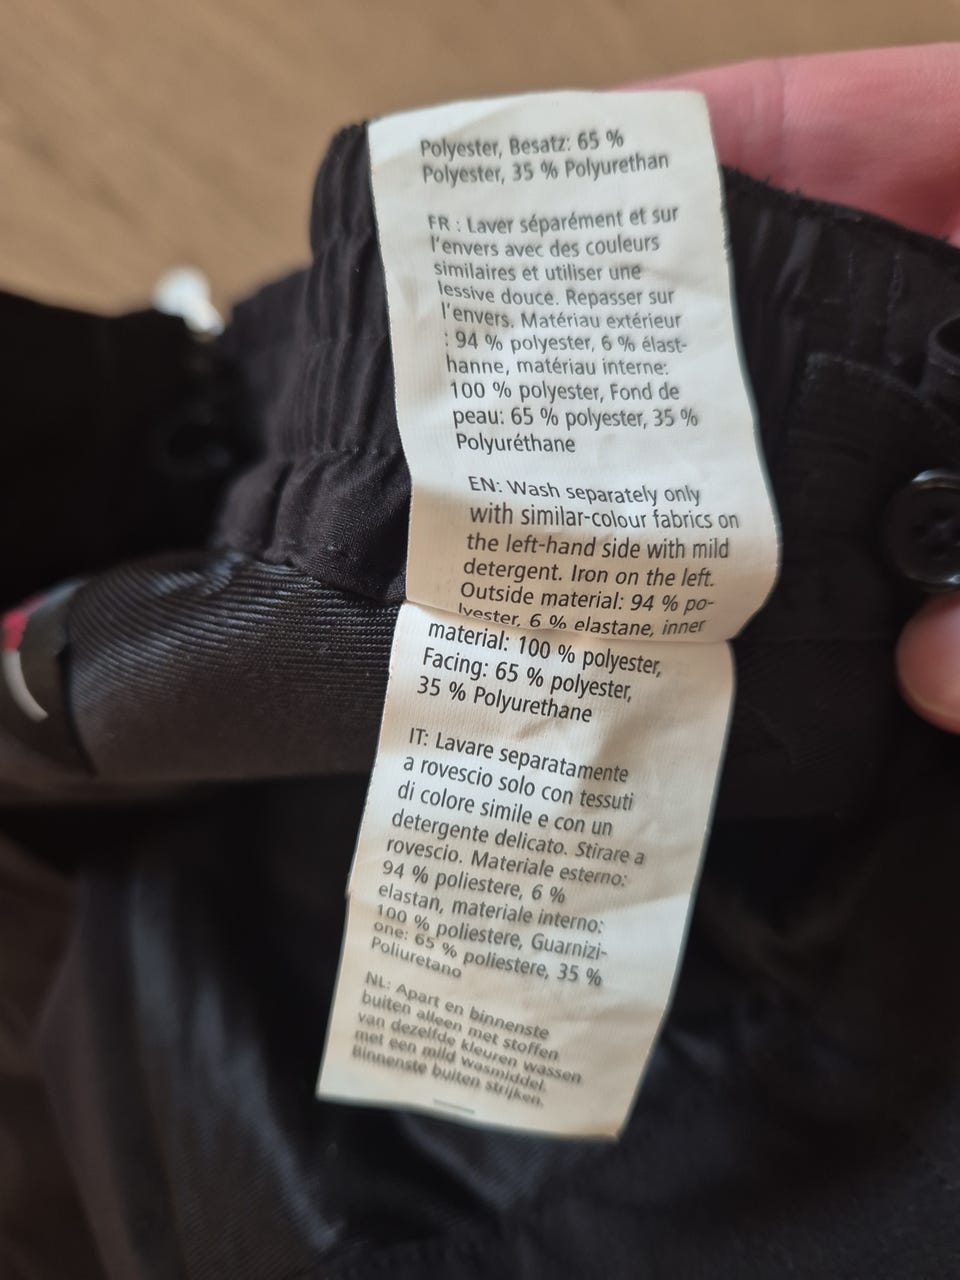 Polyester, Besatz: 65 %
Polyester, 35 % Polyurethan
FR : Laver séparément et sur
l'envers avec des couleurs
similaires et utiliser une
lessive douce. Repasser sur
l'envers. Matériau extérieur
: 94 % polyester, 6 % élast-
hanne, matériau interne:
100 % polyester, Fond de
peau: 65 % polyester, 35 %
Polyuréthane
EN: Wash separately only
with similar-colour fabrics on
the left-hand side with mild
detergent. Iron on the left.
Outside material: 94 % po-
lyester, 6 % elastane, inner
material: 100 % polyester,
Facing: 65 % polyester,
35 % Polyurethane
IT: Lavare separatamente
a rovescio solo con tessuti
di colore simile e con un
detergente delicato. Stirare a
rovescio. Materiale esterno:
94 % poliestere, 6 %
elastan, materiale interno:
100 % poliestere, Guarnizi-
one: 65 % poliestere, 35 %
Poliuretano
NL: Apart en binnenste
buiten alleen met stoffen
van dezelfde kleuren wassen
met een mild wasmiddel.
Binnenste buiten strijken.